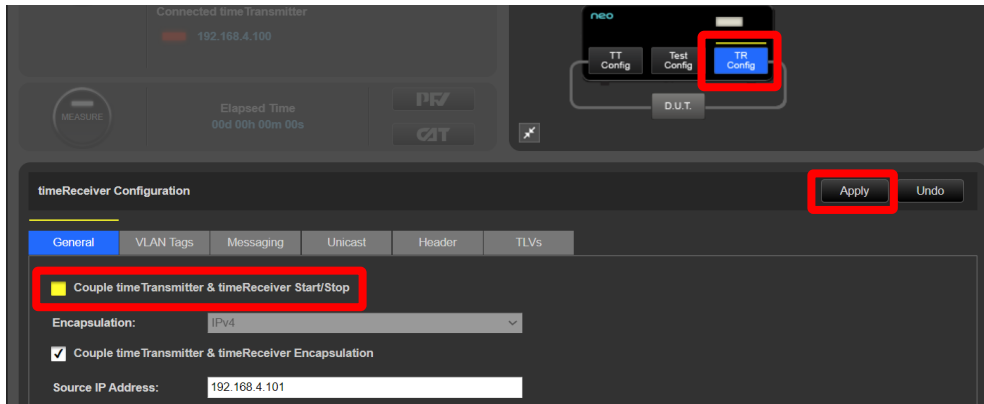 Connected timeTransmitter
192.168.4.100
neo
TT
Config
Test
Config
TR
Config
D.U.T.
MEASURE
Elapsed Time
00d 00h 00m 00s
PFV
CAT
timeReceiver Configuration
Apply
Undo
General
VLAN Tags
Messaging
Unicast
Header
TLVs
Couple timeTransmitter & timeReceiver Start/Stop
Encapsulation:
IPv4
Couple timeTransmitter & timeReceiver Encapsulation
Source IP Address:
192.168.4.101